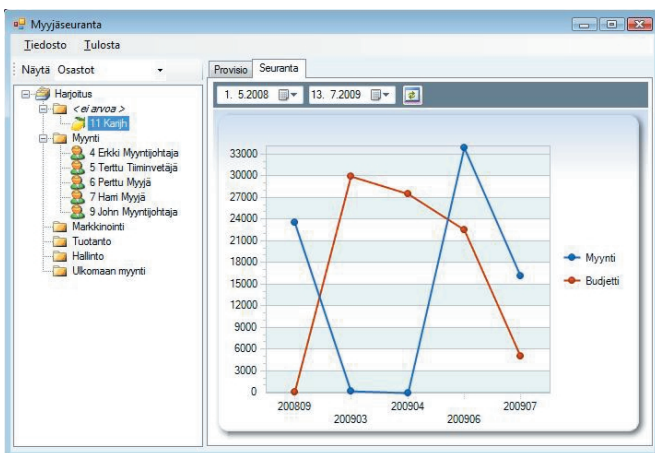 Myyjäseuranta
Tiedosto Tulosta
Näytä Osastot
Harjoitus
< ei arvoa >
11 Karijh
Myynti
4 Erkki Myyntijohtaja
5 Terttu Tiiminvetäjä
6 Perttu Myyjä
7 Harri Myyjä
9 John Myyntijohtaja
Markkinointi
Tuotanto
Hallinto
Ulkomaan myynti
Provisio Seuranta
1. 5.2008 13. 7.2009
33000
30000
27000
24000
21000
18000
15000
12000
9000
6000
3000
0
200809 200903 200904 200906 200907
Myynti
Budjetti